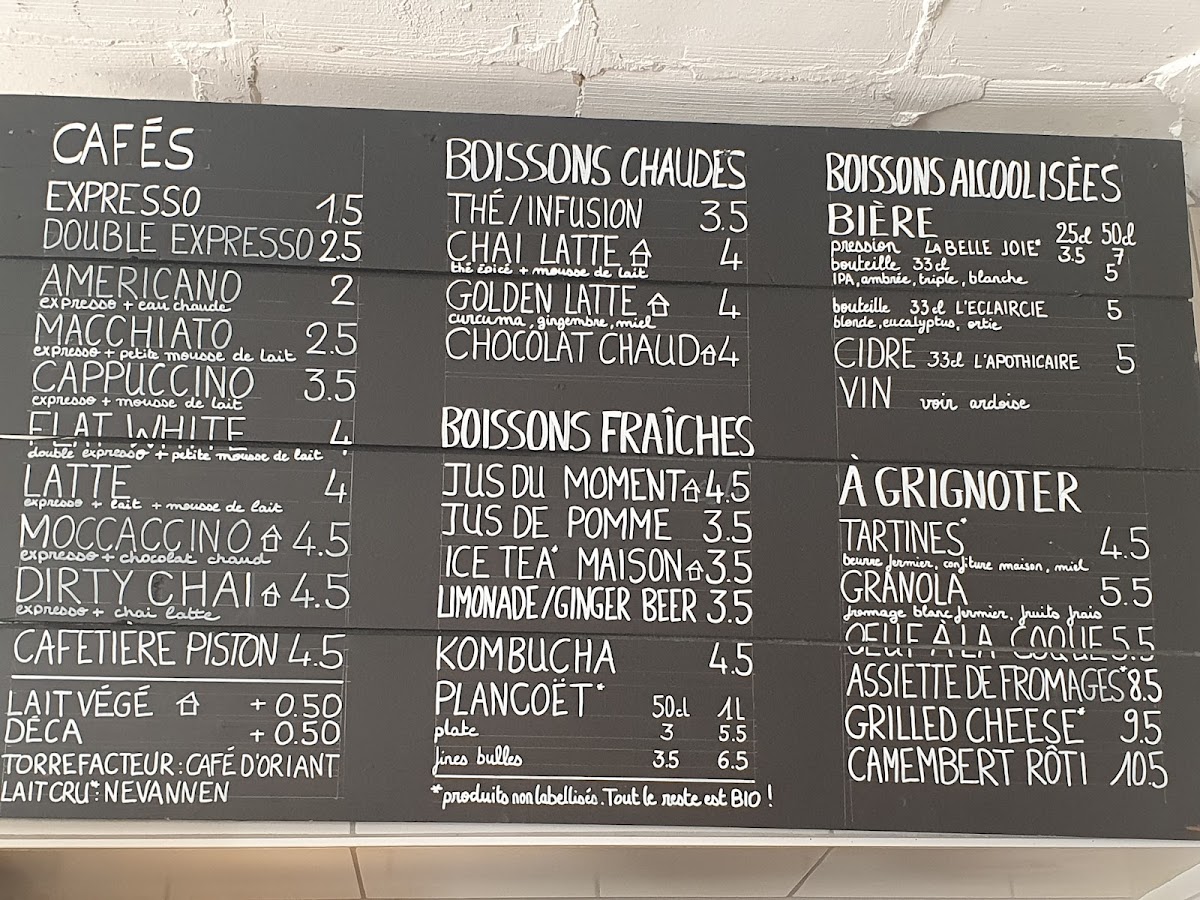 CAFÉS
EXPRESSO 1.5
DOUBLE EXPRESSO 2.5
AMERICANO 2
expresso + eau chaude
MACCHIATO 2.5
expresso + petite mousse de lait
CAPPUCCINO 3.5
expresso + mousse de lait
FLAT WHITE 4
double expresso + petite mousse de lait
LATTE 4
expresso + lait + mousse de lait
MOCCACCINO 4.5
expresso + chocolat chaud
DIRTY CHAI 4.5
expresso + chai latte
CAFETIERE PISTON 4.5
LAIT VÉGÉ + 0.50
DÉCA + 0.50
TORREFACTEUR : CAFÉ D'ORIANT
LAIT CRU* : NEVANNEN
BOISSONS CHAUDES
THÉ/INFUSION 3.5
CHAI LATTE 4
thé épicé + mousse de lait
GOLDEN LATTE 4
curcuma, gingembre, miel
CHOCOLAT CHAUD 4
BOISSONS FRAÎCHES
JUS DU MOMENT 4.5
JUS DE POMME 3.5
ICE TEA* MAISON 3.5
LIMONADE/GINGER BEER 3.5
KOMBUCHA 4.5
PLANCOËT* 50cl 1L
plate 3 5.5
fines bulles 3.5 6.5
*produits non labellisés. Tout le reste est BIO !
BOISSONS ALCOOLISÉES
BIÈRE 25cl 50cl
pression LA BELLE JOIE* 3.5 7
bouteille 33cl 5
IPA, ambrée, triple, blanche
bouteille 33cl L'ECLAIRCIE 5
blonde, eucalyptus, ortie
CIDRE 33cl L'APOTHICAIRE 5
VIN voir ardoise
À GRIGNOTER
TARTINES* 4.5
beurre fermier, confiture maison, miel
GRANOLA 5.5
fromage blanc fermier, fruits frais
OEUF À LA COQUE 5.5
ASSIETTE DE FROMAGES* 8.5
GRILLED CHEESE* 9.5
CAMEMBERT RÔTI 10.5